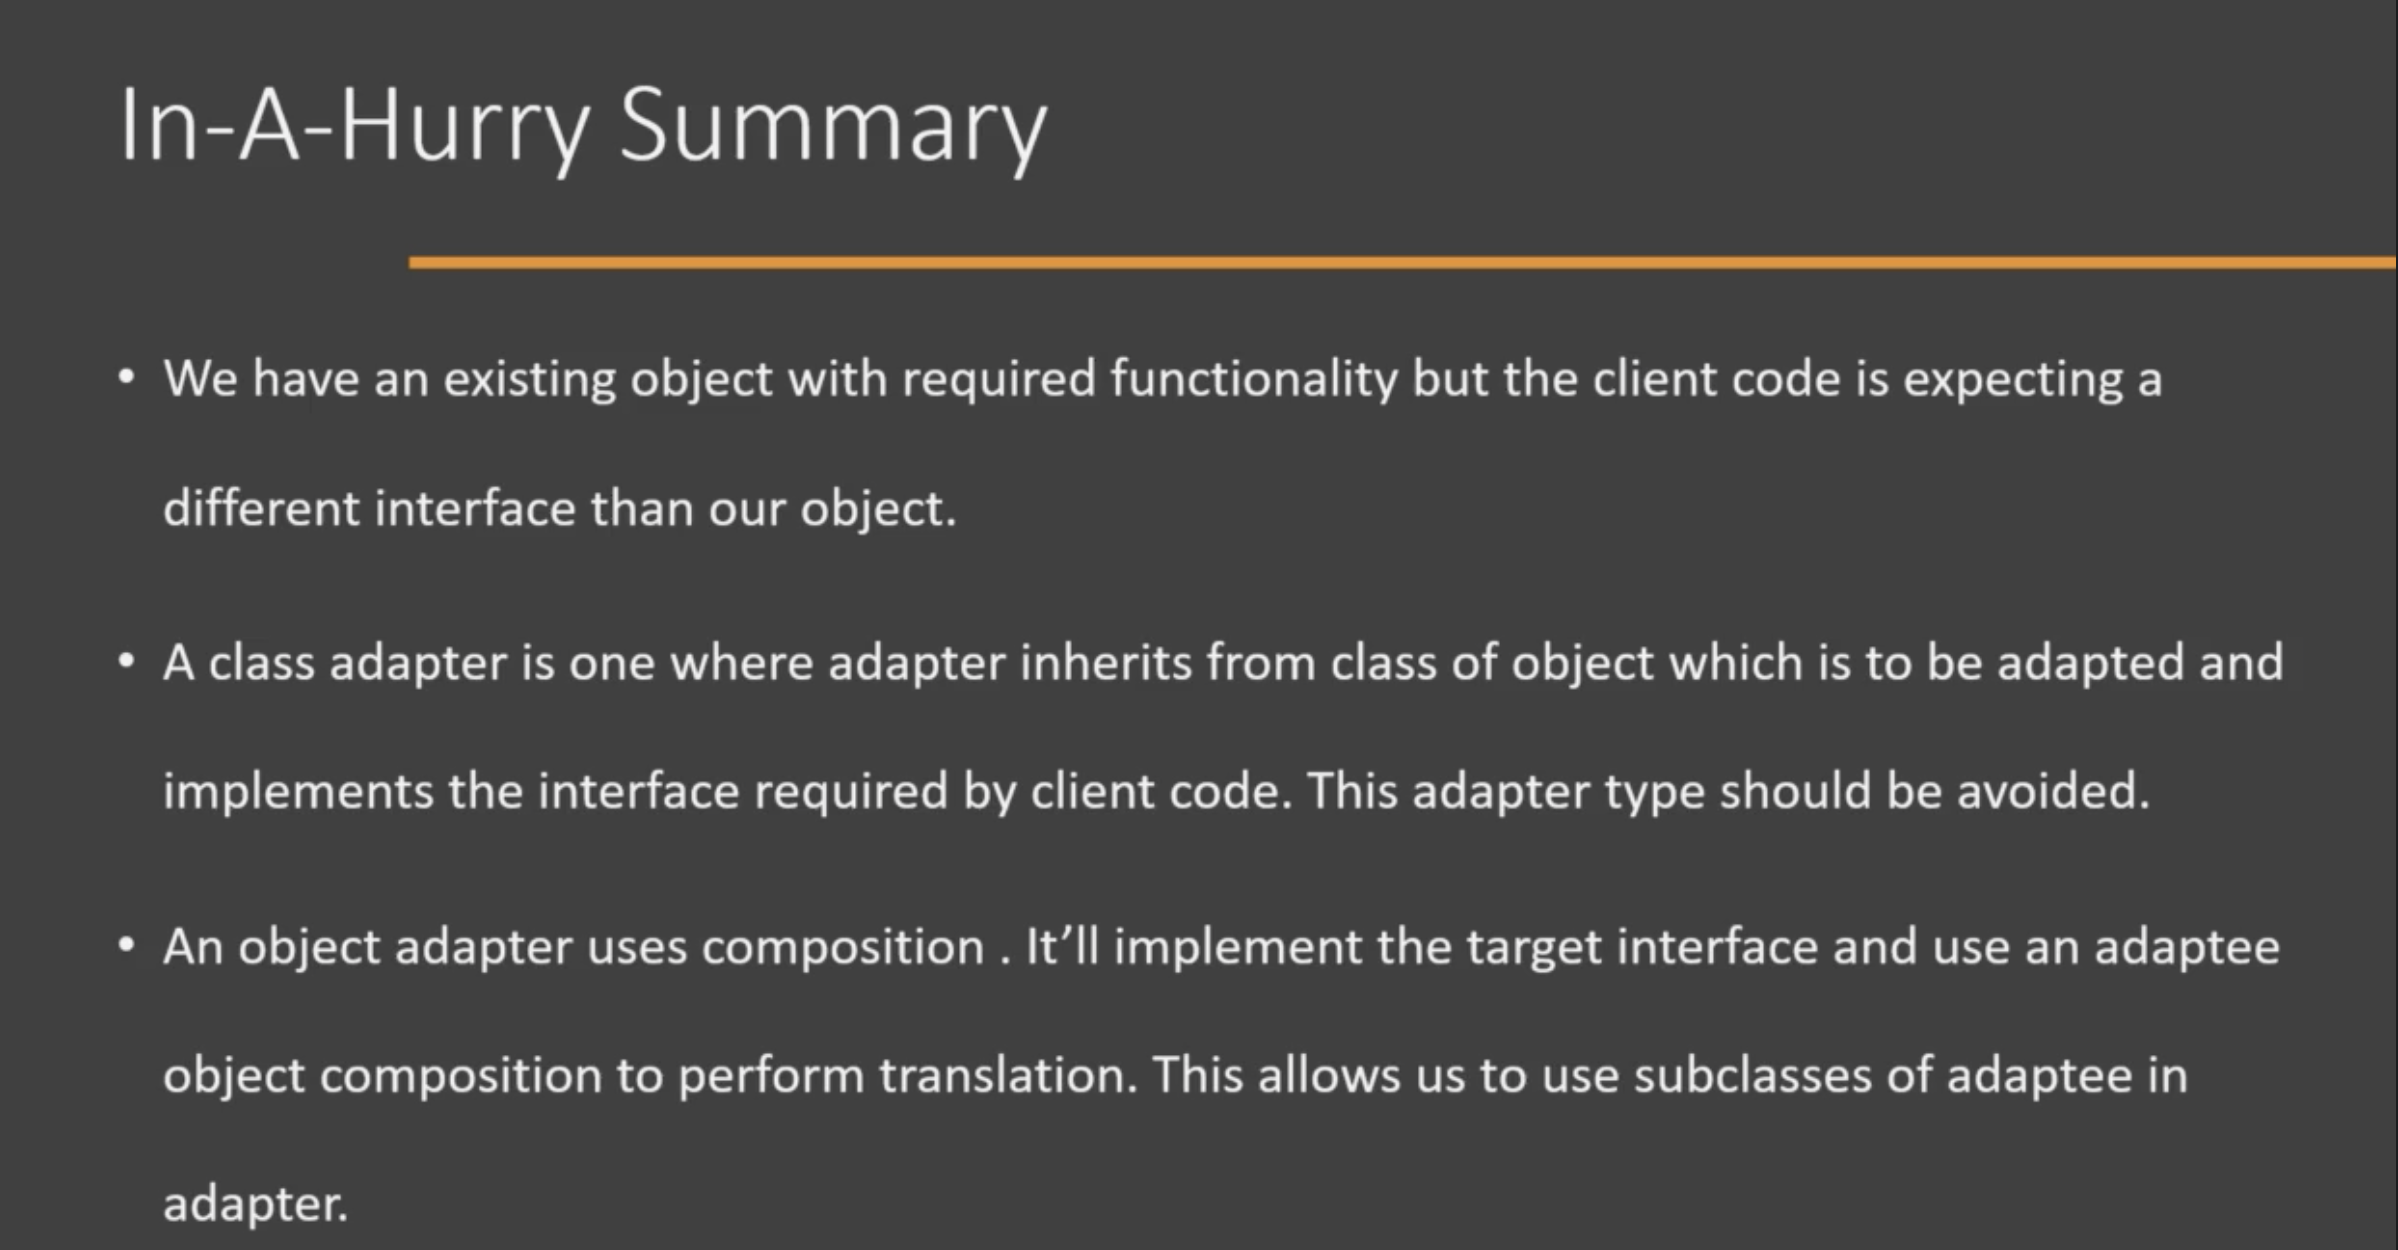 In-A-Hurry Summary
• We have an existing object with required functionality but the client code is expecting a
different interface than our object.
• A class adapter is one where adapter inherits from class of object which is to be adapted and
implements the interface required by client code. This adapter type should be avoided.
• An object adapter uses composition . It’ll implement the target interface and use an adaptee
object composition to perform translation. This allows us to use subclasses of adaptee in
adapter.